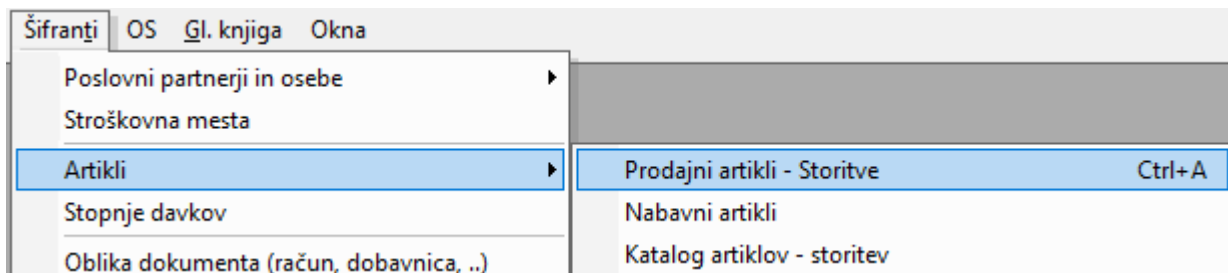 Šifranti OS Gl. knjiga Okna
Poslovni partnerji in osebe
Stroškovna mesta
Artikli
Prodajni artikli - Storitve Ctrl+A
Stopnje davkov
Nabavni artikli
Oblika dokumenta (račun, dobavnica, ..)
Katalog artiklov - storitev